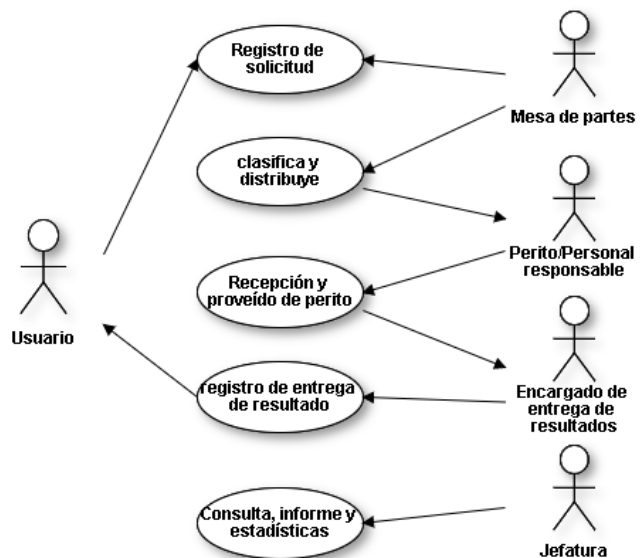 Registro de
solicitud
Mesa de partes
clasifica y
distribuye
Perito/Personal
responsable
Usuario
Recepción y
proveído de perito
registro de entrega
de resultado
Encargado de
entrega de
resultados
Consulta, informe y
estadísticas
Jefatura